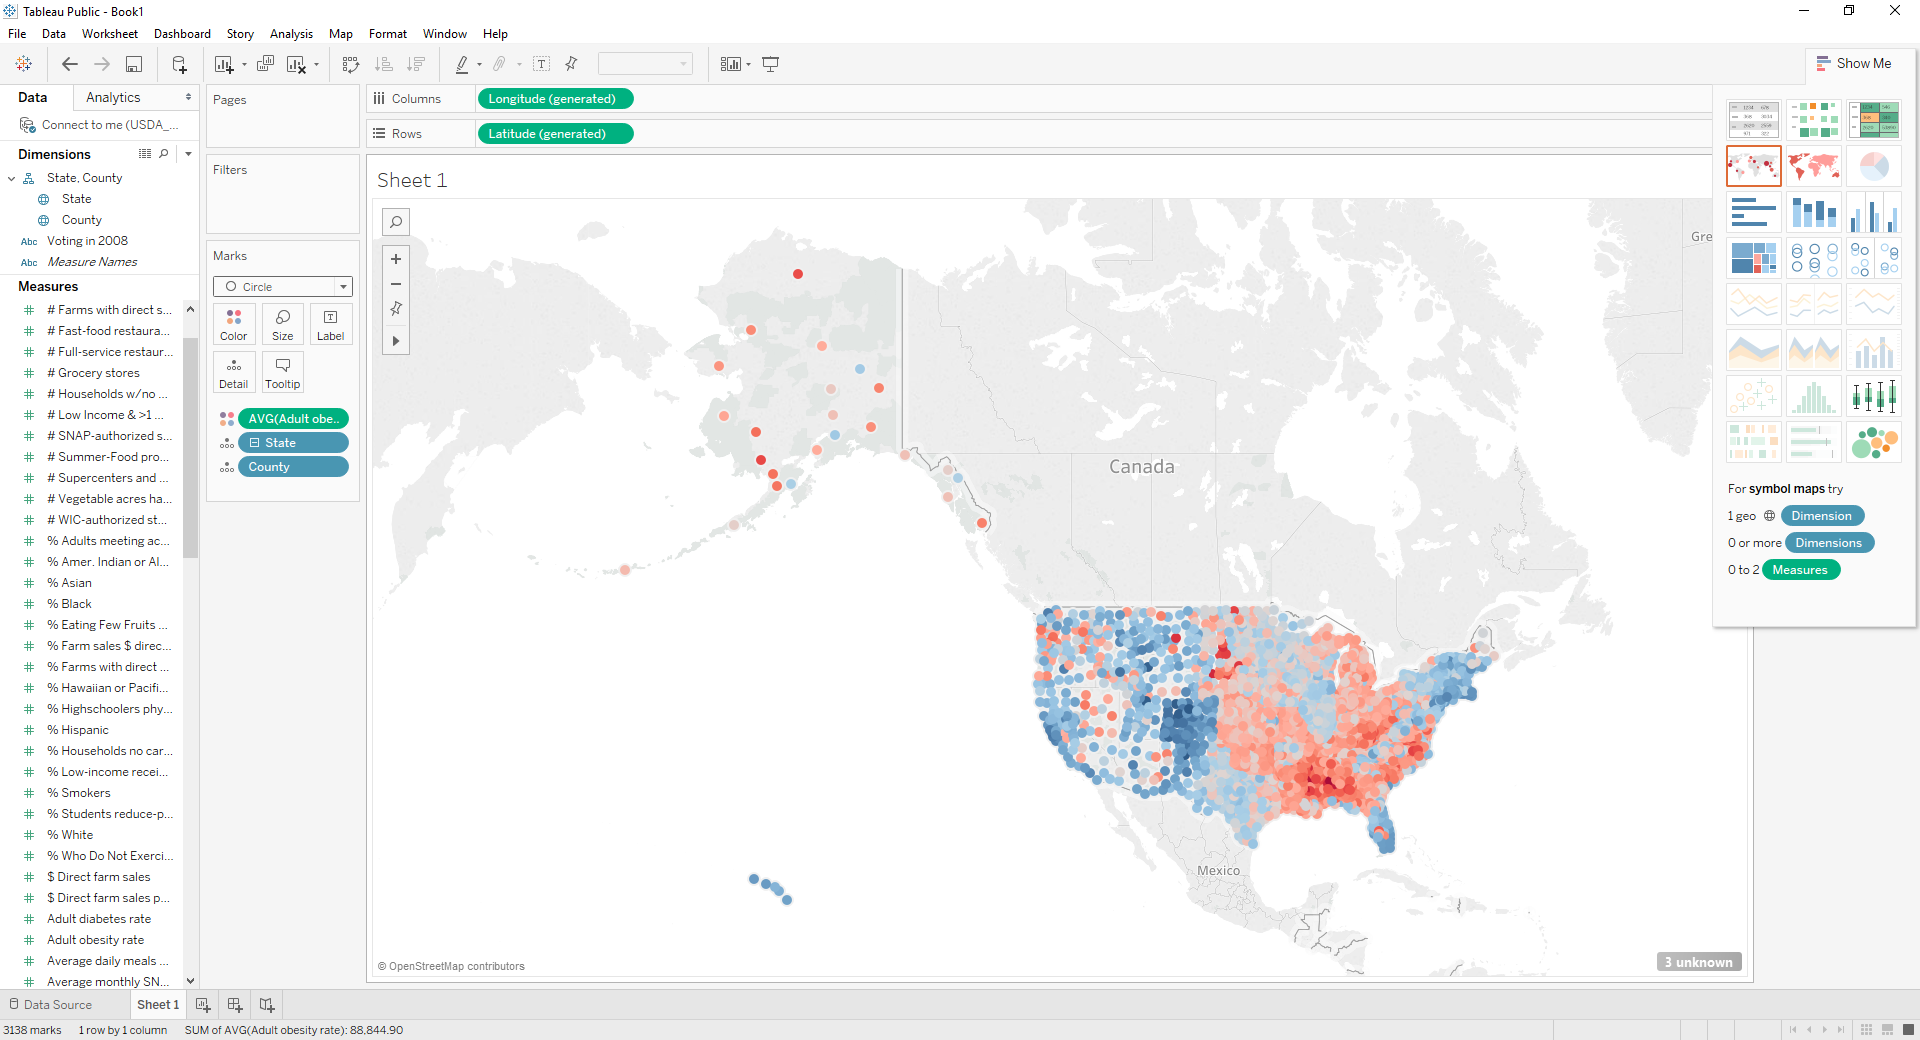 Tableau Public - Book1
File Data Worksheet Dashboard Story Analysis Map Format Window Help
Show Me
Data Analytics
Connect to me (USDA_...
Dimensions
State, County
State
County
Abc Voting in 2008
Abc Measure Names
Measures
# Farms with direct s...
# Fast-food restaura...
# Full-service restaur...
# Grocery stores
# Households w/no ...
# Low Income & >1 ...
# SNAP-authorized s...
# Summer-Food pro...
# Supercenters and ...
# Vegetable acres ha...
# WIC-authorized st...
% Adults meeting ac...
% Amer. Indian or Al...
% Asian
% Black
% Eating Few Fruits ...
% Farm sales $ direc...
% Farms with direct ...
% Hawaiian or Pacifi...
% Highschoolers phy...
% Hispanic
% Households no car...
% Low-income recei...
% Smokers
% Students reduce-p...
% White
% Who Do Not Exerci...
$ Direct farm sales
$ Direct farm sales p...
Adult diabetes rate
Adult obesity rate
Average daily meals ...
Average monthly SN...
Pages
Filters
Marks
Circle
Color Size Label
Detail Tooltip
AVG(Adult obe..
State
County
Columns Longitude (generated)
Rows Latitude (generated)
Sheet 1
Gre
Canada
Mexico
© OpenStreetMap contributors
3 unknown
For symbol maps try
1 geo Dimension
0 or more Dimensions
0 to 2 Measures
Data Source Sheet 1
3138 marks 1 row by 1 column SUM of AVG(Adult obesity rate): 88,844.90